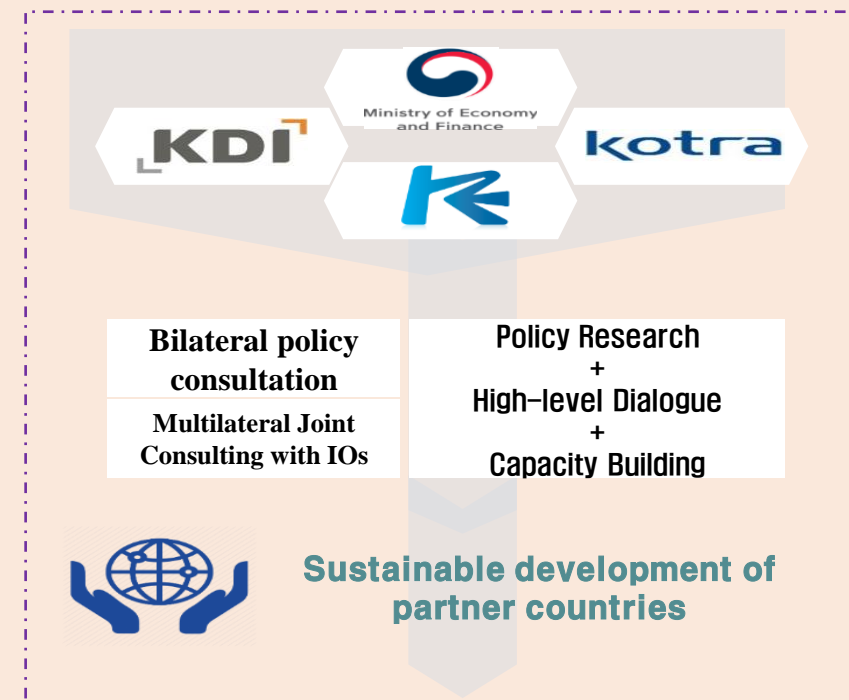 Ministry of Economy
and Finance
KDI
kotra
Bilateral policy
consultation
Multilateral Joint
Consulting with IOs
Policy Research
+
High-level Dialogue
+
Capacity Building
Sustainable development of
partner countries